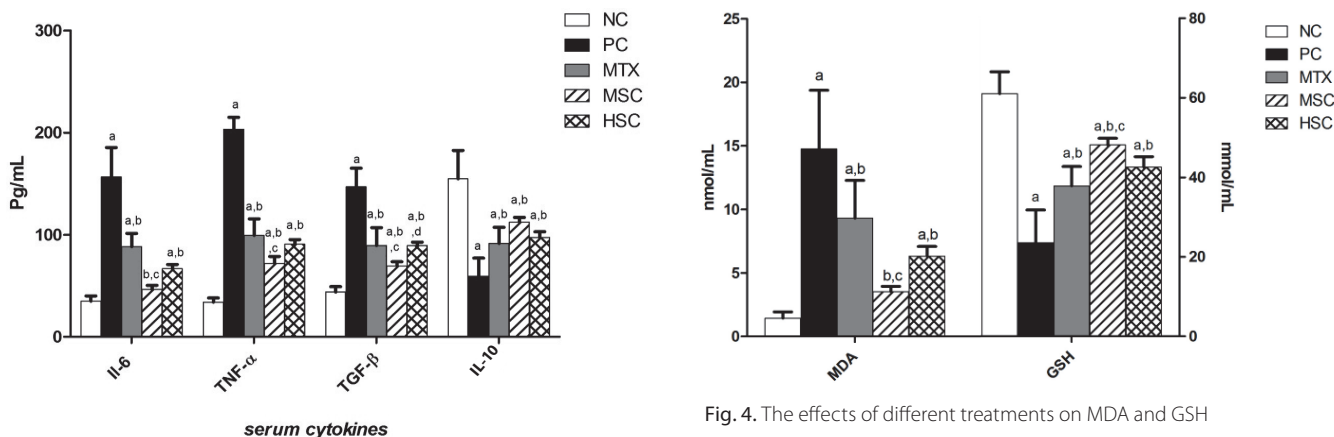 300
200
100
0
Pg/mL
a
a,b
b,c
a,b
a
a,b
a,b
,c
a,b
a
a,b
a,b
,c
a,b
,d
a
a,b
a,b
a,b
Il-6
TNF-α
TGF-β
IL-10
serum cytokines
NC
PC
MTX
MSC
HSC
25
20
15
10
5
0
nmol/mL
a
a,b
b,c
a,b
a
a,b
a,b,c
a,b
MDA
GSH
80
60
40
20
0
mmol/mL
NC
PC
MTX
MSC
HSC
Fig. 4. The effects of different treatments on MDA and GSH